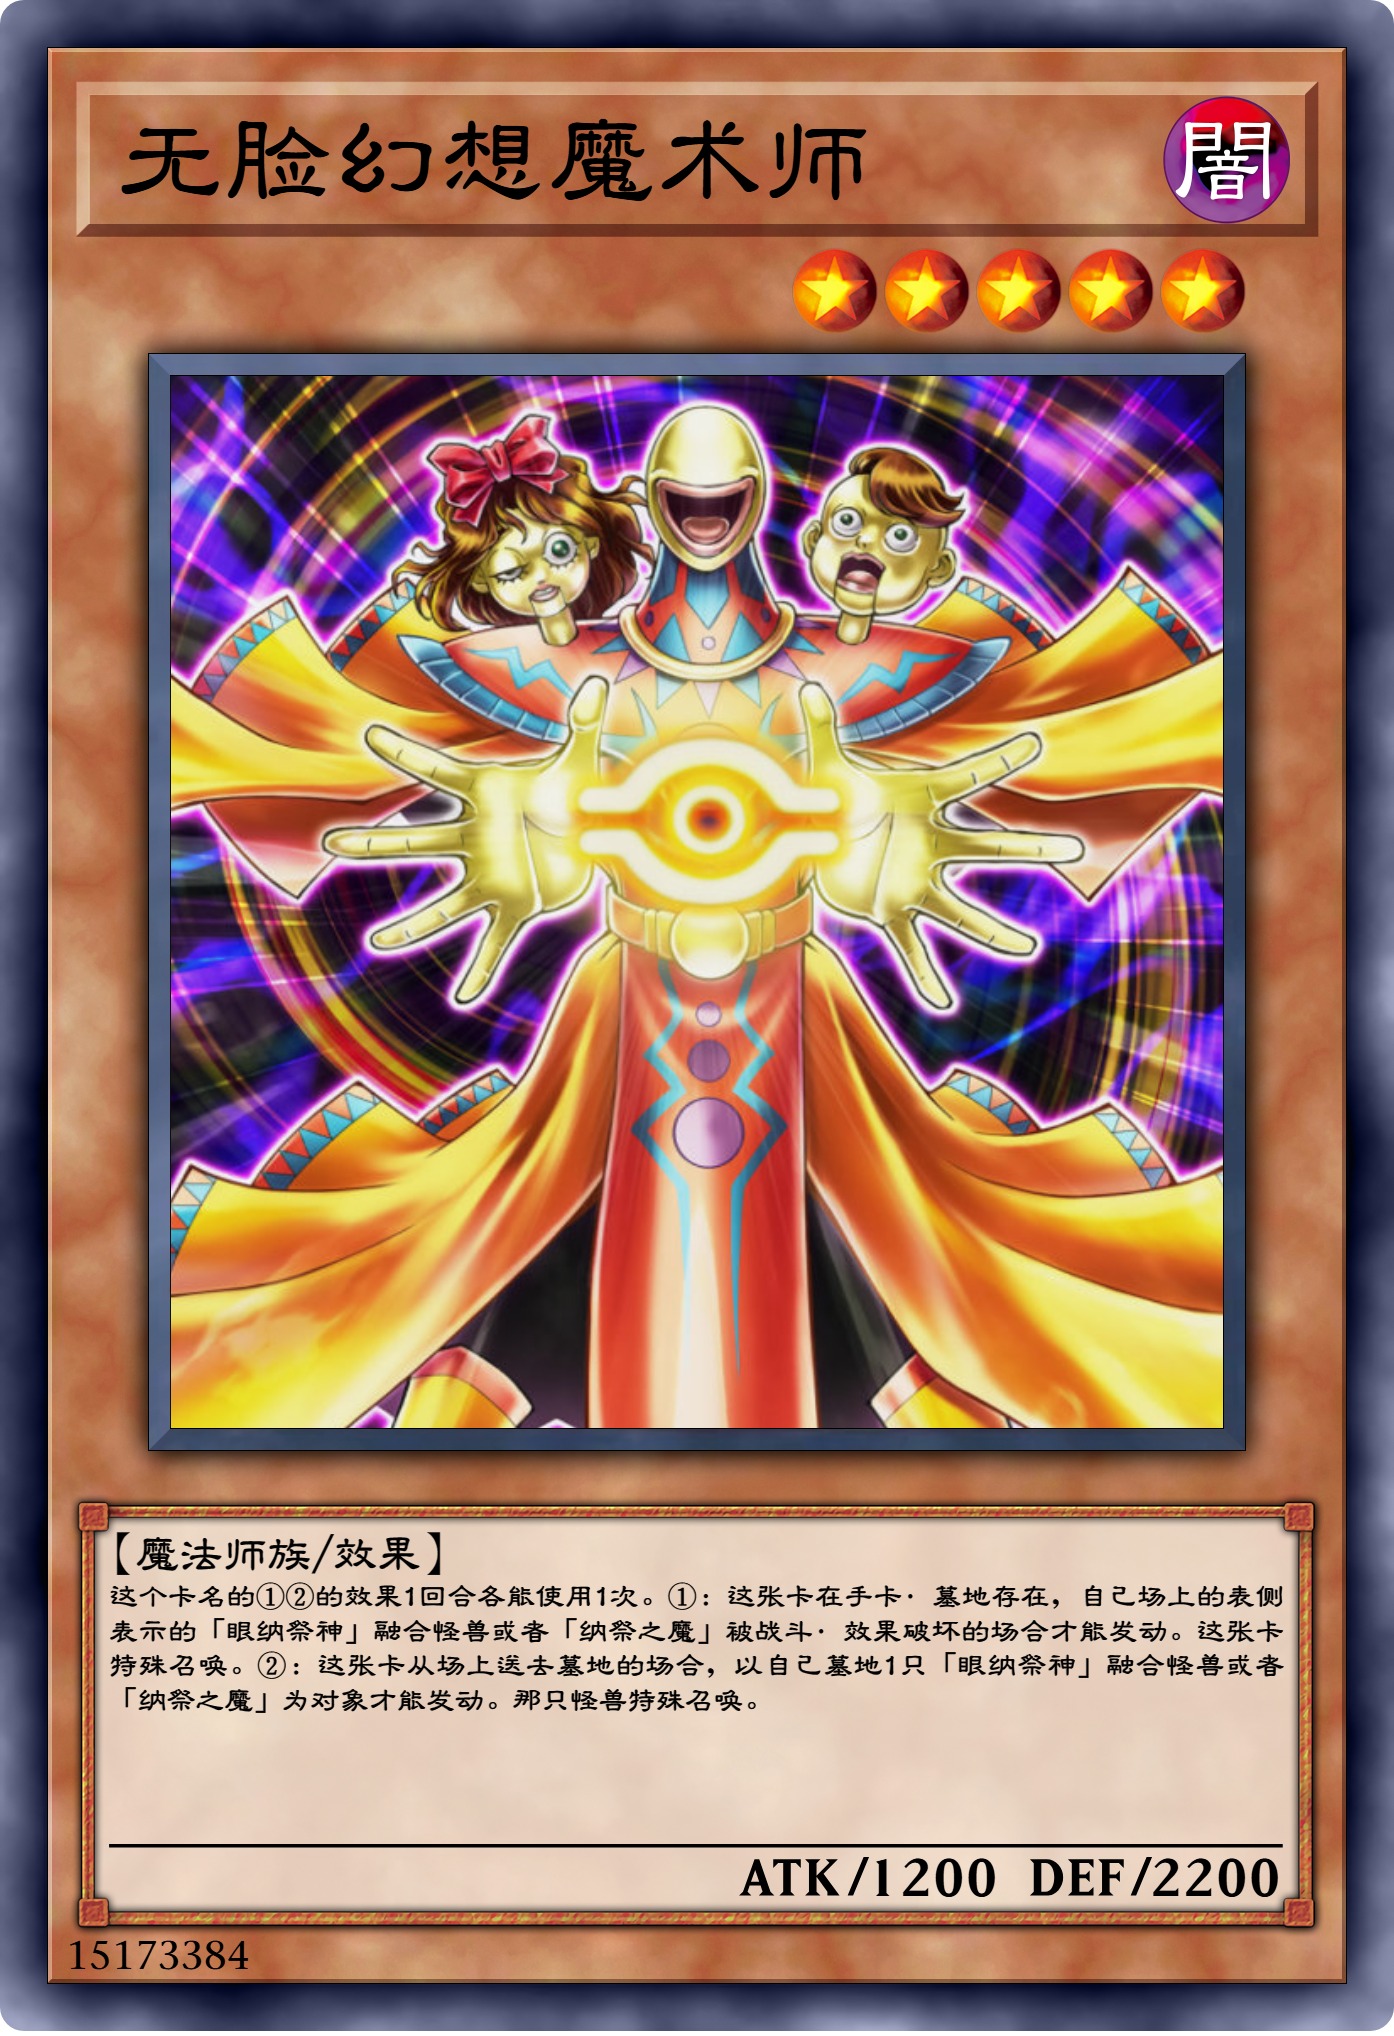 无脸幻想魔术师
闇
【魔法师族/效果】
这个卡名的①②的效果1回合各能使用1次。①：这张卡在手卡·墓地存在，自己场上的表侧
表示的「眼纳祭神」融合怪兽或者「纳祭之魔」被战斗·效果破坏的场合才能发动。这张卡
特殊召唤。②：这张卡从场上送去墓地的场合，以自己墓地1只「眼纳祭神」融合怪兽或者
「纳祭之魔」为对象才能发动。那只怪兽特殊召唤。
ATK/1200 DEF/2200
15173384